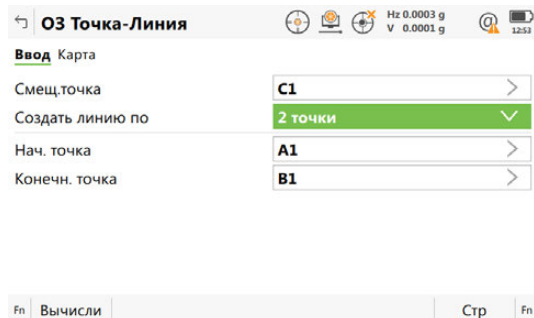 ОЗ Точка-Линия
Hz 0.0003 g
V 0.0001 g
@
12:53
Ввод Карта
Смещ.точка C1
Создать линию по 2 точки
Нач. точка A1
Конечн. точка B1
Fn Вычисли Стр Fn